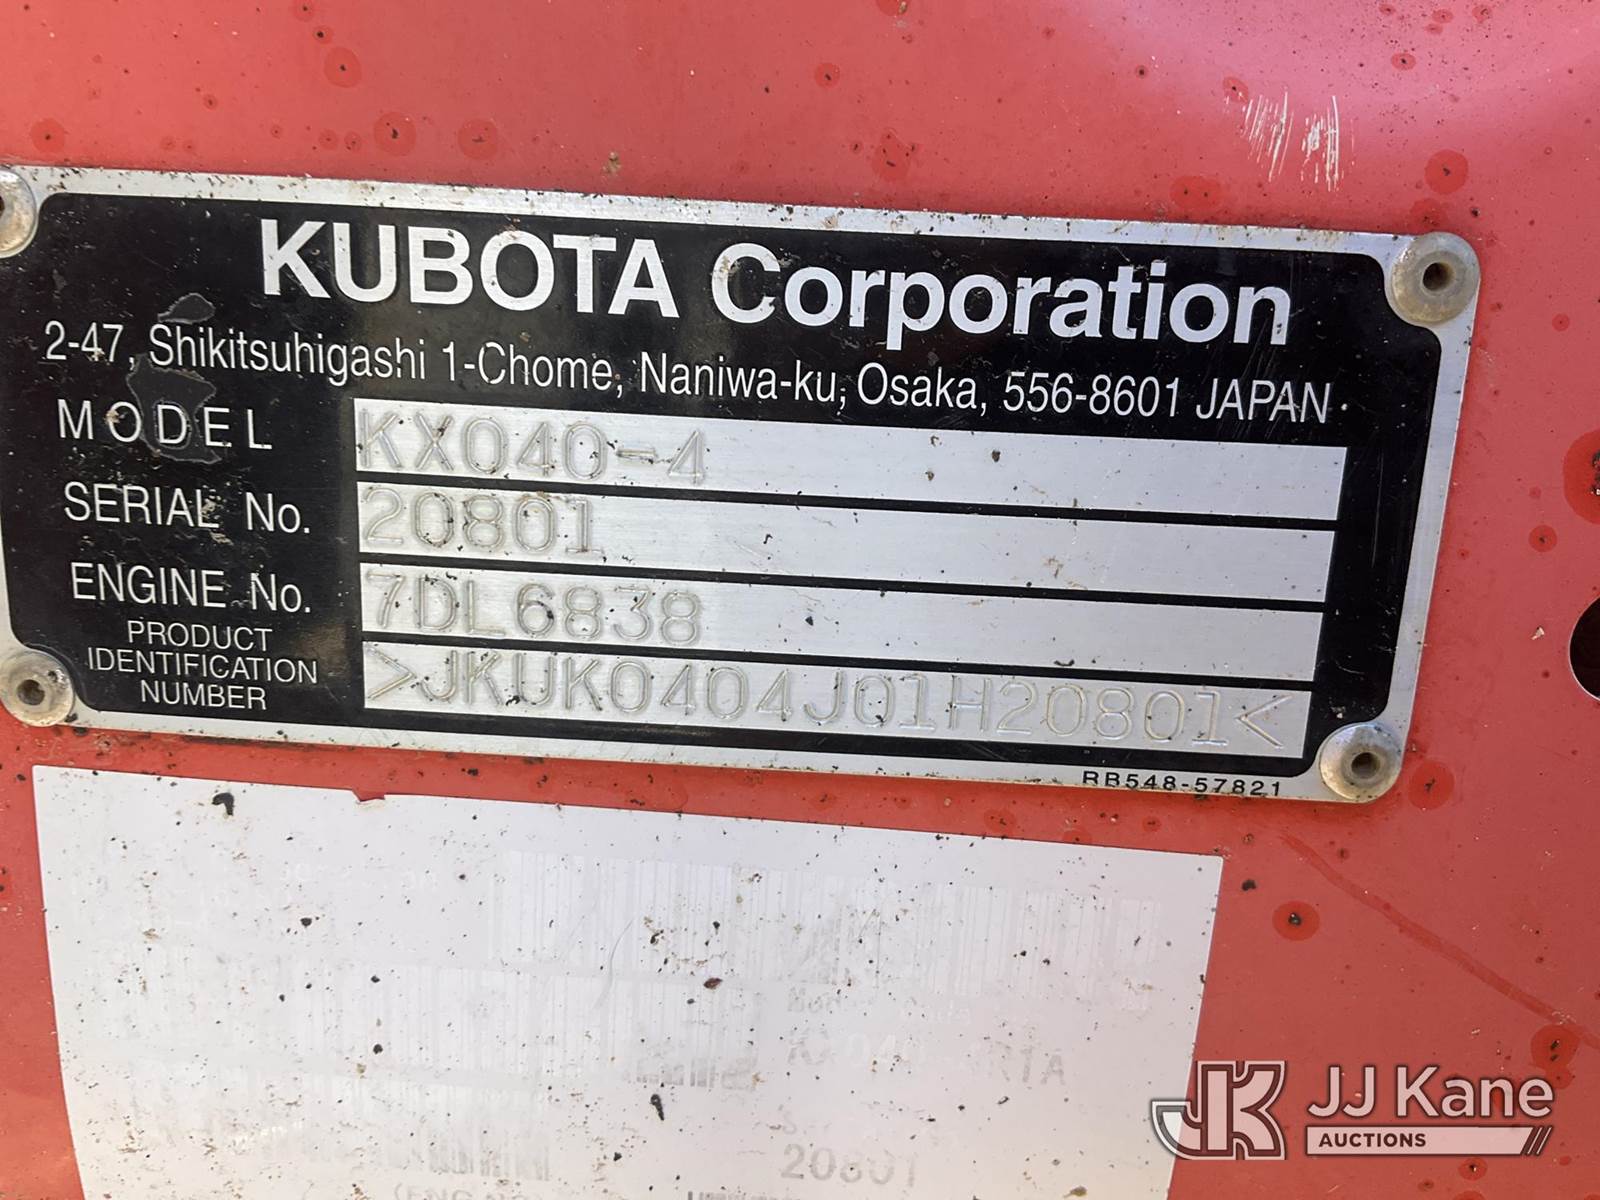 KUBOTA Corporation
2-47, Shikitsuhigashi 1-Chome, Naniwa-ku, Osaka, 556-8601 JAPAN
MODEL KX040-4
SERIAL No. 20801
ENGINE No. 7DL6838
PRODUCT
IDENTIFICATION
NUMBER
>JKUK0404J01H20801<
RB548-57821
20801
JK
JJ Kane
AUCTIONS